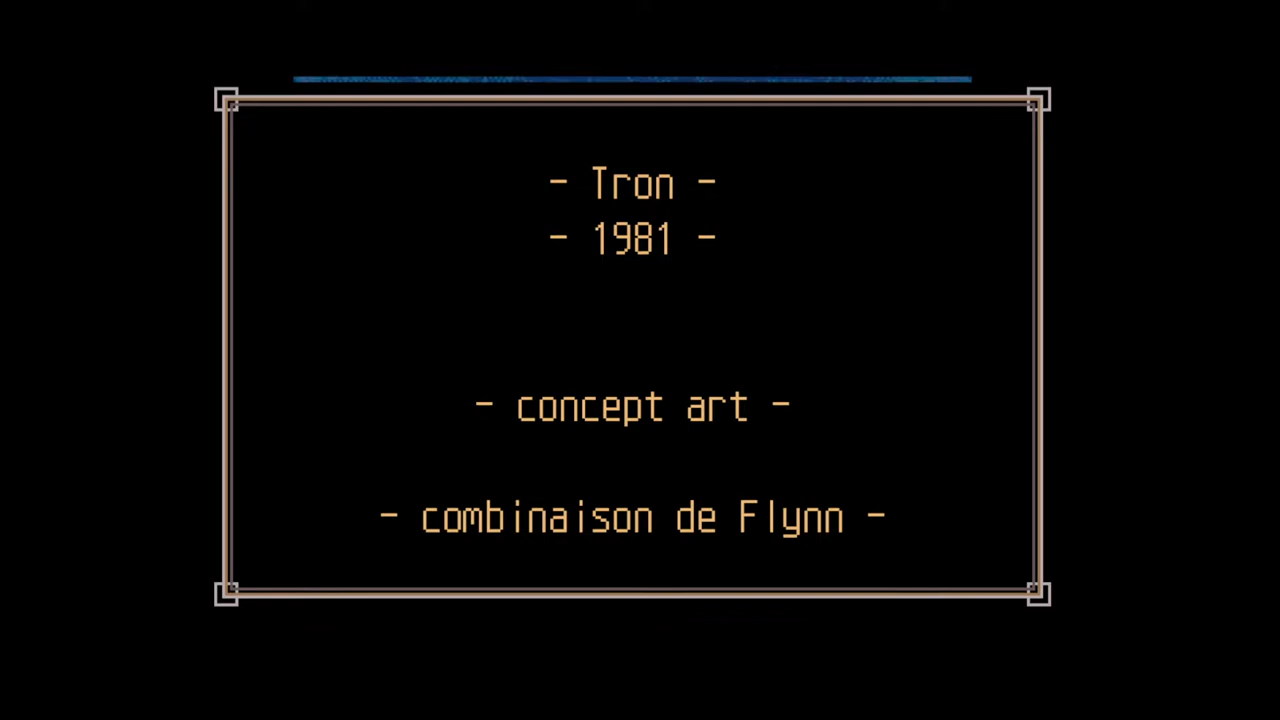 - Tron -
- 1981 -
- concept art -
- combinaison de Flynn -